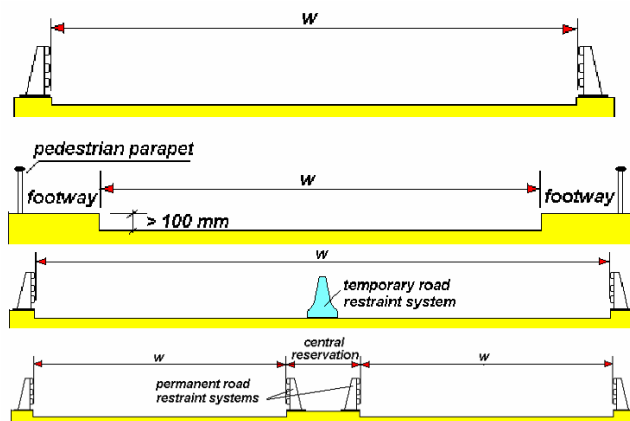 w
pedestrian parapet
footway
w
footway
> 100 mm
w
temporary road
restraint system
central
reservation
w
w
permanent road
restraint systems